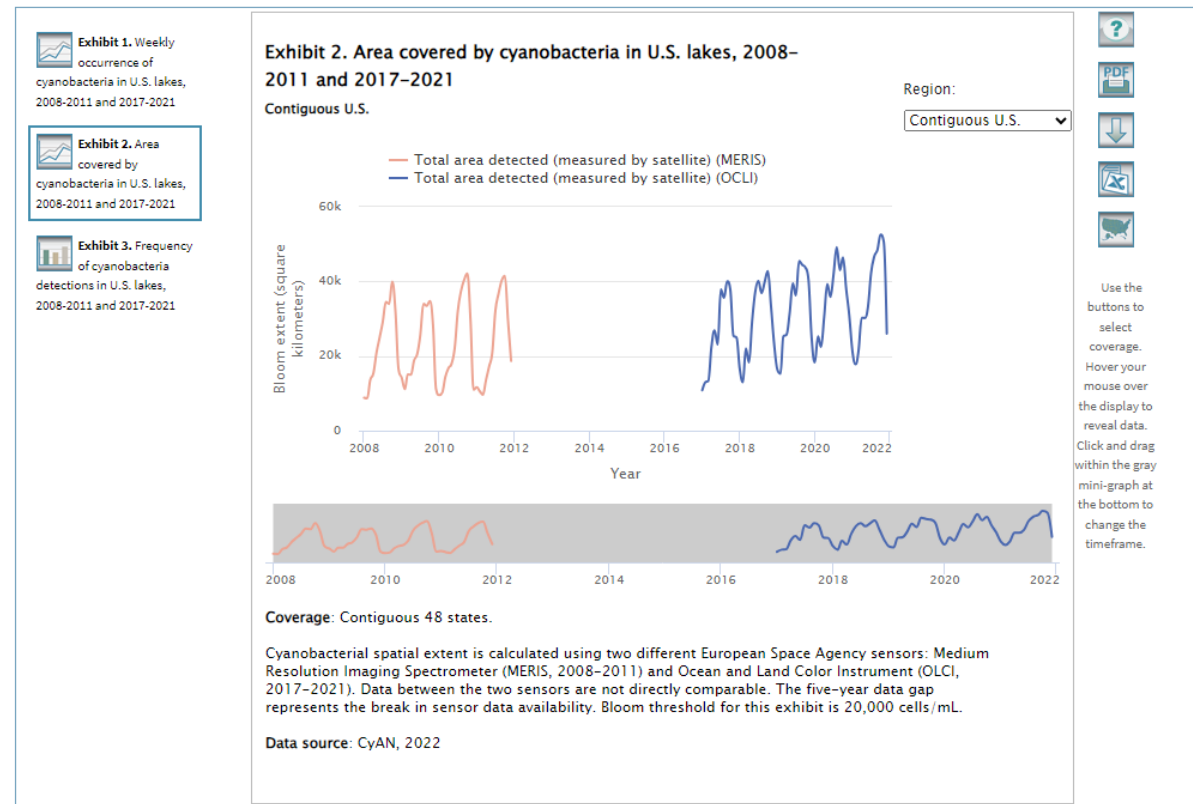 Exhibit 1. Weekly
occurrence of
cyanobacteria in U.S. lakes,
2008-2011 and 2017-2021
Exhibit 2. Area
covered by
cyanobacteria in U.S. lakes,
2008-2011 and 2017-2021
Exhibit 3. Frequency
of cyanobacteria
detections in U.S. lakes,
2008-2011 and 2017-2021
Exhibit 2. Area covered by cyanobacteria in U.S. lakes, 2008-
2011 and 2017-2021
Contiguous U.S.
Region:
Contiguous U.S.
Total area detected (measured by satellite) (MERIS)
Total area detected (measured by satellite) (OCLI)
Bloom extent (square
kilometers)
60k
40k
20k
0
2008 2010 2012 2014 2016 2018 2020 2022
Year
2008 2010 2012 2014 2016 2018 2020 2022
Coverage: Contiguous 48 states.
Cyanobacterial spatial extent is calculated using two different European Space Agency sensors: Medium
Resolution Imaging Spectrometer (MERIS, 2008-2011) and Ocean and Land Color Instrument (OLCI,
2017-2021). Data between the two sensors are not directly comparable. The five-year data gap
represents the break in sensor data availability. Bloom threshold for this exhibit is 20,000 cells/mL.
Data source: CyAN, 2022
?
PDF
X
Use the
buttons to
select
coverage.
Hover your
mouse over
the display to
reveal data.
Click and drag
within the gray
mini-graph at
the bottom to
change the
timeframe.